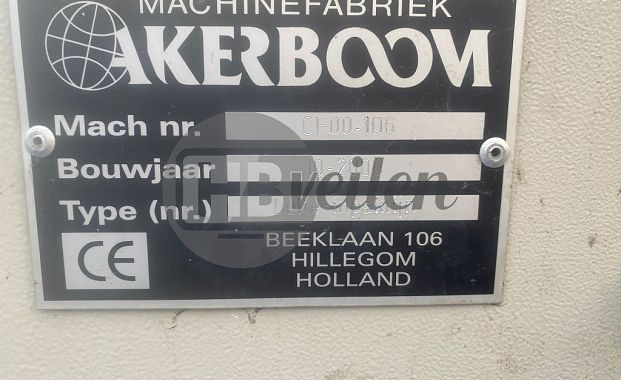 MACHINEFABRIEK
AKERBOOM
Mach nr. CH00-106
Bouwjaar
Type (nr.)
HBveilen
CE
BEEKLAAN 106
HILLEGOM
HOLLAND